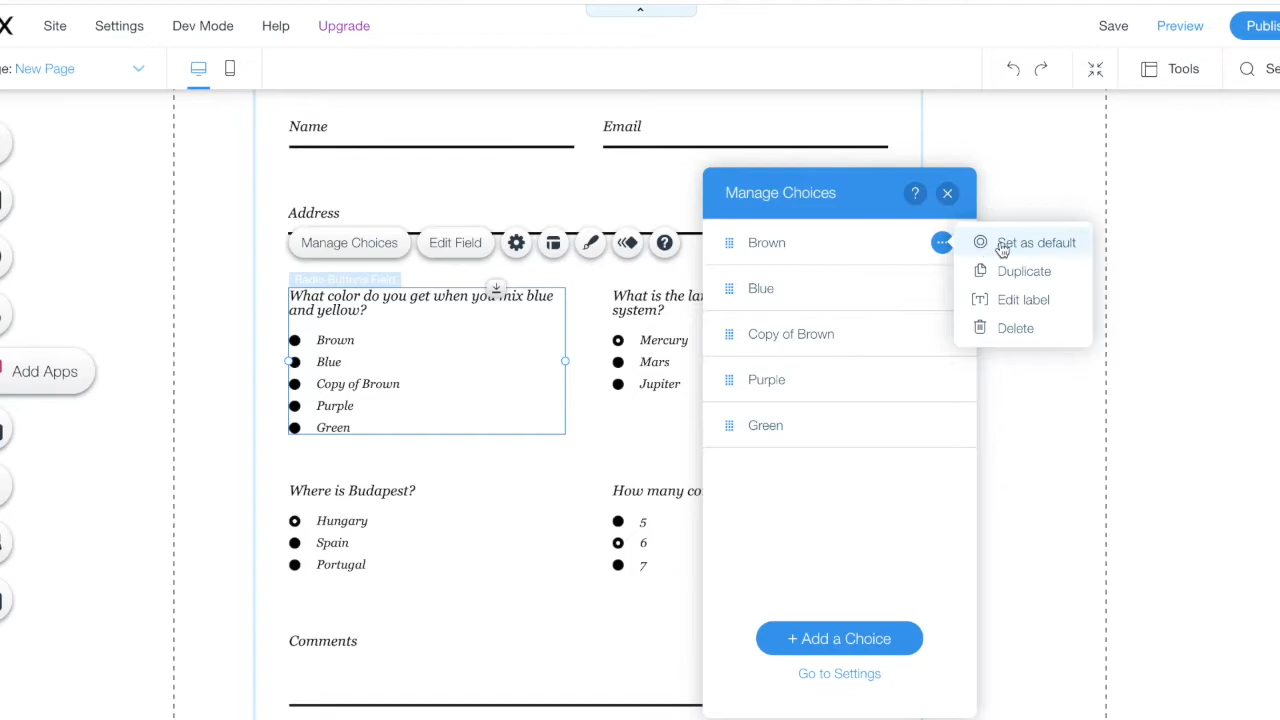 X Site Settings Dev Mode Help Upgrade Save Preview
New Page Tools
Name Email
Address
Manage Choices Edit Field
Radio Buttons Field
What color do you get when you mix blue
and yellow?
Brown
Blue
Copy of Brown
Purple
Green
What is the
system?
Mercury
Mars
Jupiter
Manage Choices ?
Brown
Blue
Copy of Brown
Purple
Green
Set as default
Duplicate
Edit label
Delete
Add Apps
Where is Budapest?
Hungary
Spain
Portugal
How many
5
6
7
Comments
+ Add a Choice
Go to Settings